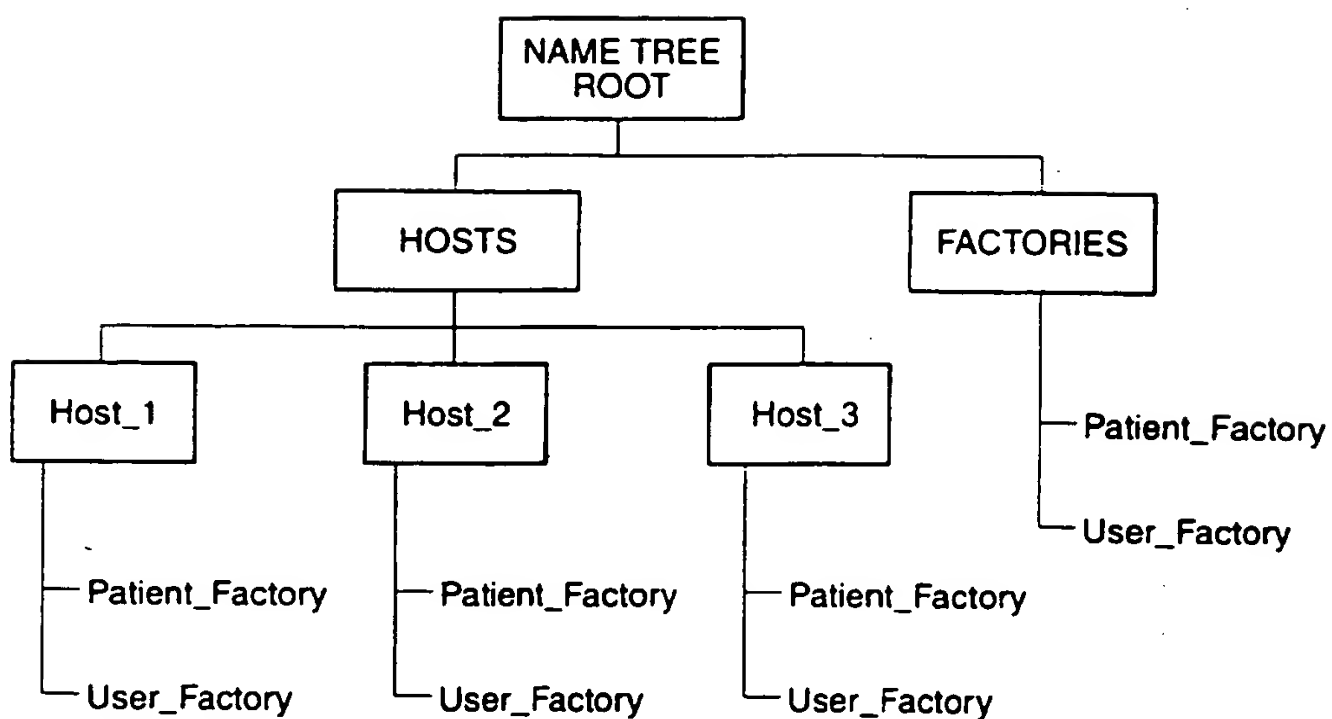 NAME TREE
ROOT
HOSTS
FACTORIES
Host_1
Host_2
Host_3
Patient_Factory
User_Factory
Patient_Factory
Patient_Factory
Patient_Factory
User_Factory
User_Factory
User_Factory